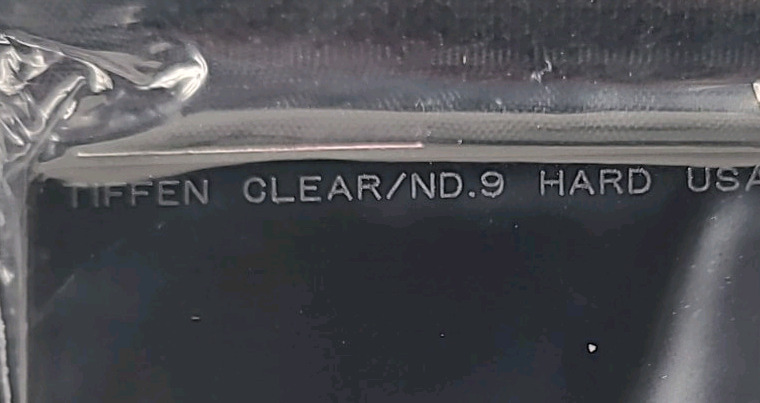 TIFFEN CLEAR/ND.9 HARD USA